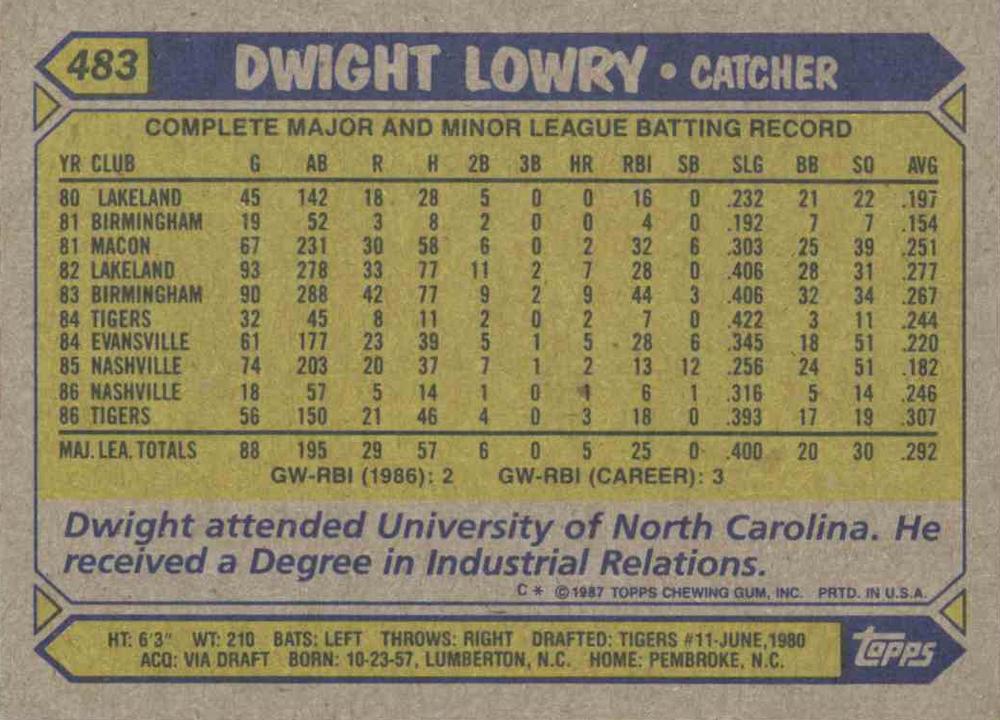 483 DWIGHT LOWRY • CATCHER
COMPLETE MAJOR AND MINOR LEAGUE BATTING RECORD
YR CLUB G AB R H 2B 3B HR RBI SB SLG BB SO AVG
80 LAKELAND 45 142 18 28 5 0 0 16 0 .232 21 22 .197
81 BIRMINGHAM 19 52 3 8 2 0 0 4 0 .192 7 7 .154
81 MACON 67 231 30 58 6 0 2 32 6 .303 25 39 .251
82 LAKELAND 93 278 33 77 11 2 7 28 0 .406 28 31 .277
83 BIRMINGHAM 90 288 42 77 9 2 9 44 3 .406 32 34 .267
84 TIGERS 32 45 8 11 2 0 2 7 0 .422 3 11 .244
84 EVANSVILLE 61 177 23 39 5 1 5 28 6 .345 18 51 .220
85 NASHVILLE 74 203 20 37 7 1 2 13 12 .256 24 51 .182
86 NASHVILLE 18 57 5 14 1 0 1 6 1 .316 5 14 .246
86 TIGERS 56 150 21 46 4 0 3 18 0 .393 17 19 .307
MAJ. LEA. TOTALS 88 195 29 57 6 0 5 25 0 .400 20 30 .292
GW-RBI (1986): 2 GW-RBI (CAREER): 3
Dwight attended University of North Carolina. He
received a Degree in Industrial Relations.
C * © 1987 TOPPS CHEWING GUM, INC. PRTD. IN U.S.A.
HT: 6'3" WT: 210 BATS: LEFT THROWS: RIGHT DRAFTED: TIGERS #11-JUNE, 1980
ACQ: VIA DRAFT BORN: 10-23-57, LUMBERTON, N.C. HOME: PEMBROKE, N.C.
topps